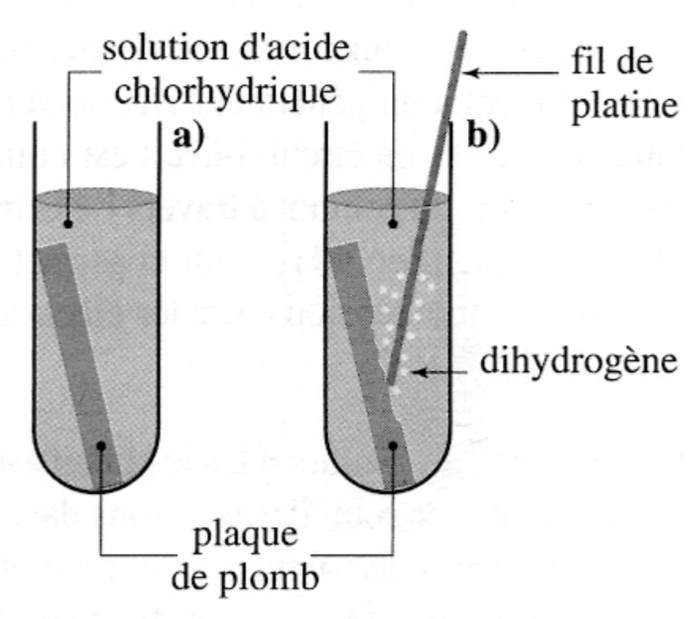 solution d'acide
chlorhydrique
a)
b)
fil de
platine
dihydrogène
plaque
de plomb